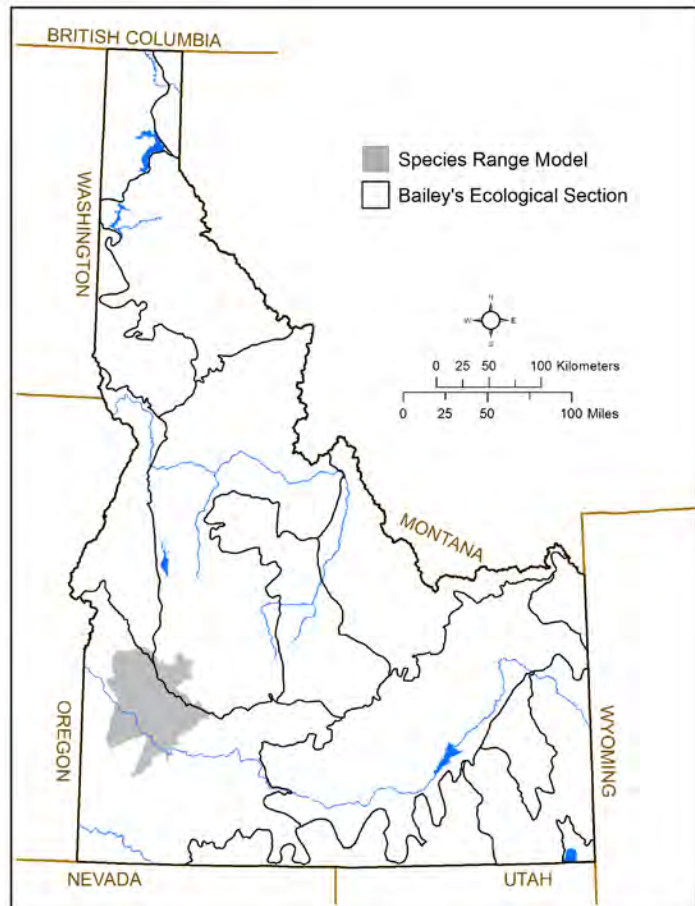 BRITISH COLUMBIA
WASHINGTON
Species Range Model
Bailey's Ecological Section
N
W
E
S
0 25 50 100 Kilometers
0 25 50 100 Miles
MONTANA
OREGON
WYOMING
NEVADA
UTAH